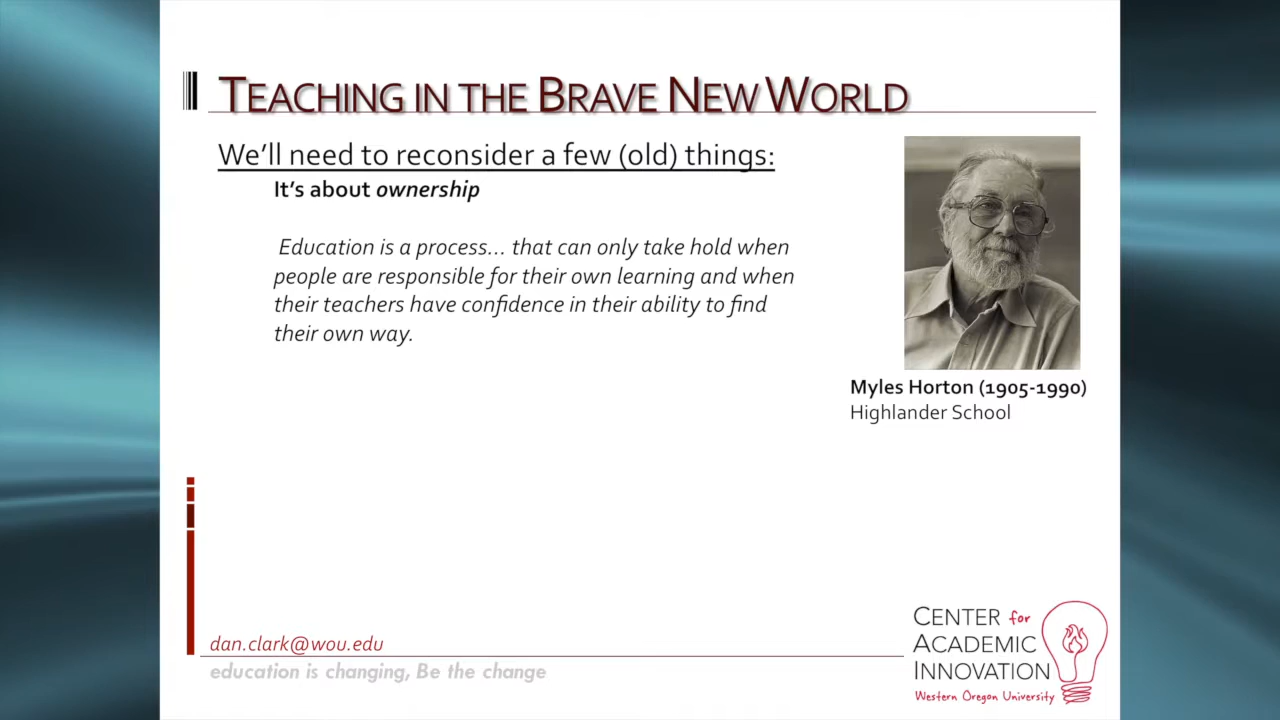 TEACHING IN THE BRAVE NEW WORLD
We'll need to reconsider a few (old) things:
It's about ownership
Education is a process... that can only take hold when
people are responsible for their own learning and when
their teachers have confidence in their ability to find
their own way.
Myles Horton (1905-1990)
Highlander School
dan.clark@wou.edu
education is changing, Be the change
CENTER for
ACADEMIC
INNOVATION
Western Oregon University